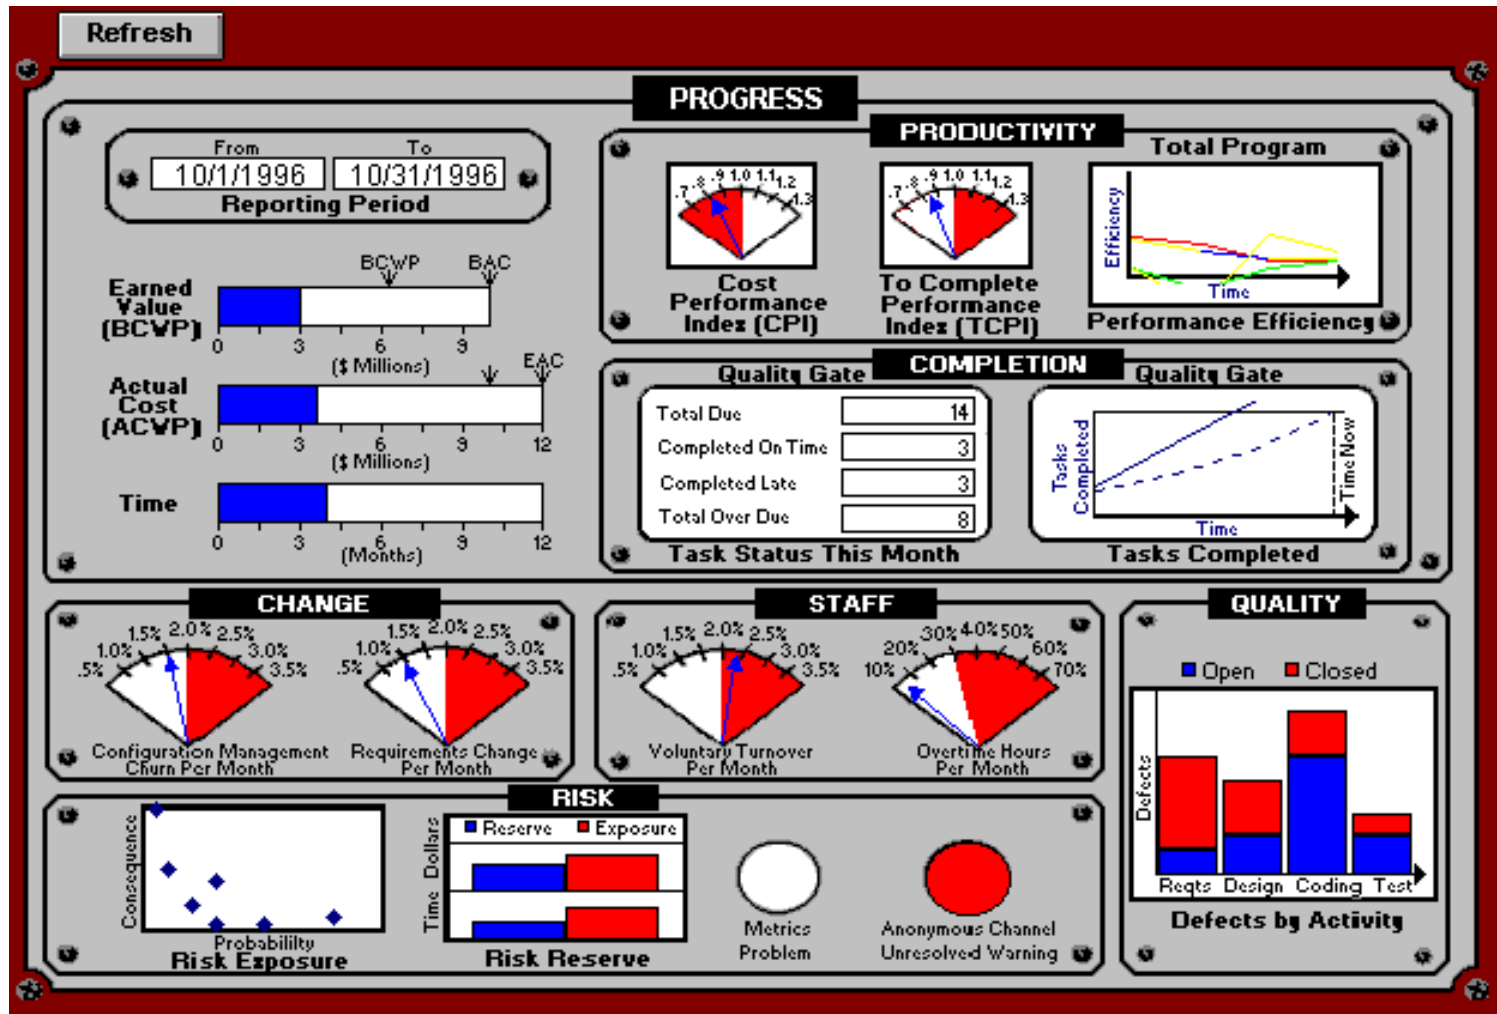 Refresh
PROGRESS
From To
10/1/1996 10/31/1996
Reporting Period
PRODUCTIVITY
Total Program
.7 .8 .9 1.0 1.1 1.2 1.3
Cost
Performance
Index (CPI)
.7 .8 .9 1.0 1.1 1.2 1.3
To Complete
Performance
Index (TCPI)
Efficiency
Time
Performance Efficiency
BCWP BAC
Earned
Value
(BCWP)
0 3 6 9
($ Millions)
EAC
Actual
Cost
(ACWP)
0 3 6 9 12
($ Millions)
Time
0 3 6 9 12
(Months)
COMPLETION
Quality Gate
Total Due 14
Completed On Time 3
Completed Late 3
Total Over Due 8
Task Status This Month
Quality Gate
Tasks
Completed
Time Now
Time
Tasks Completed
CHANGE
.5% 1.0% 1.5% 2.0% 2.5% 3.0% 3.5%
Configuration Management
Churn Per Month
.5% 1.0% 1.5% 2.0% 2.5% 3.0% 3.5%
Requirements Change
Per Month
STAFF
.5% 1.0% 1.5% 2.0% 2.5% 3.0% 3.5%
Voluntary Turnover
Per Month
10% 20% 30% 40% 50% 60% 70%
Overtime Hours
Per Month
QUALITY
Open Closed
Defects
Reqts Design Coding Test
Defects by Activity
RISK
Consequence
Probabililty
Risk Exposure
Reserve Exposure
Dollars
Time
Risk Reserve
Metrics
Problem
Anonymous Channel
Unresolved Warning